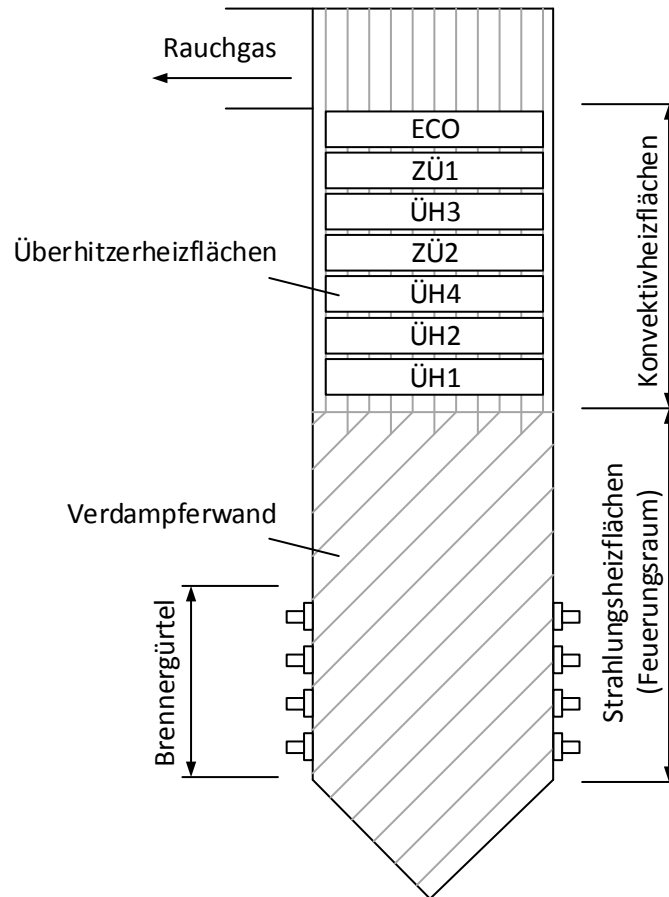 Rauchgas
ECO
ZÜ1
ÜH3
ZÜ2
ÜH4
ÜH2
ÜH1
Überhitzerheizflächen
Konvektivheizflächen
Verdampferwand
Brennergürtel
Strahlungsheizflächen
(Feuerungsraum)